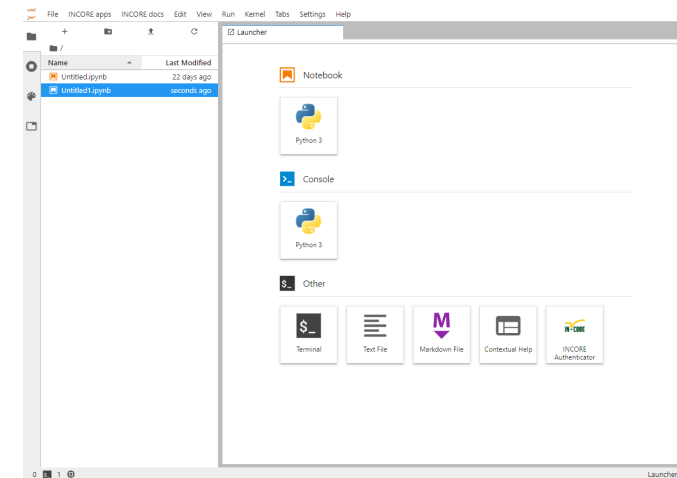 File INCORE apps INCORE docs Edit View Run Kernel Tabs Settings Help
Launcher
/
Name Last Modified
Untitled.ipynb 22 days ago
Untitled1.ipynb seconds ago
Notebook
Python 3
Console
Python 3
$_ Other
$_ M IN-CORE
Terminal Text File Markdown File Contextual Help INCORE
Authenticator
0 $_ 1 Launcher